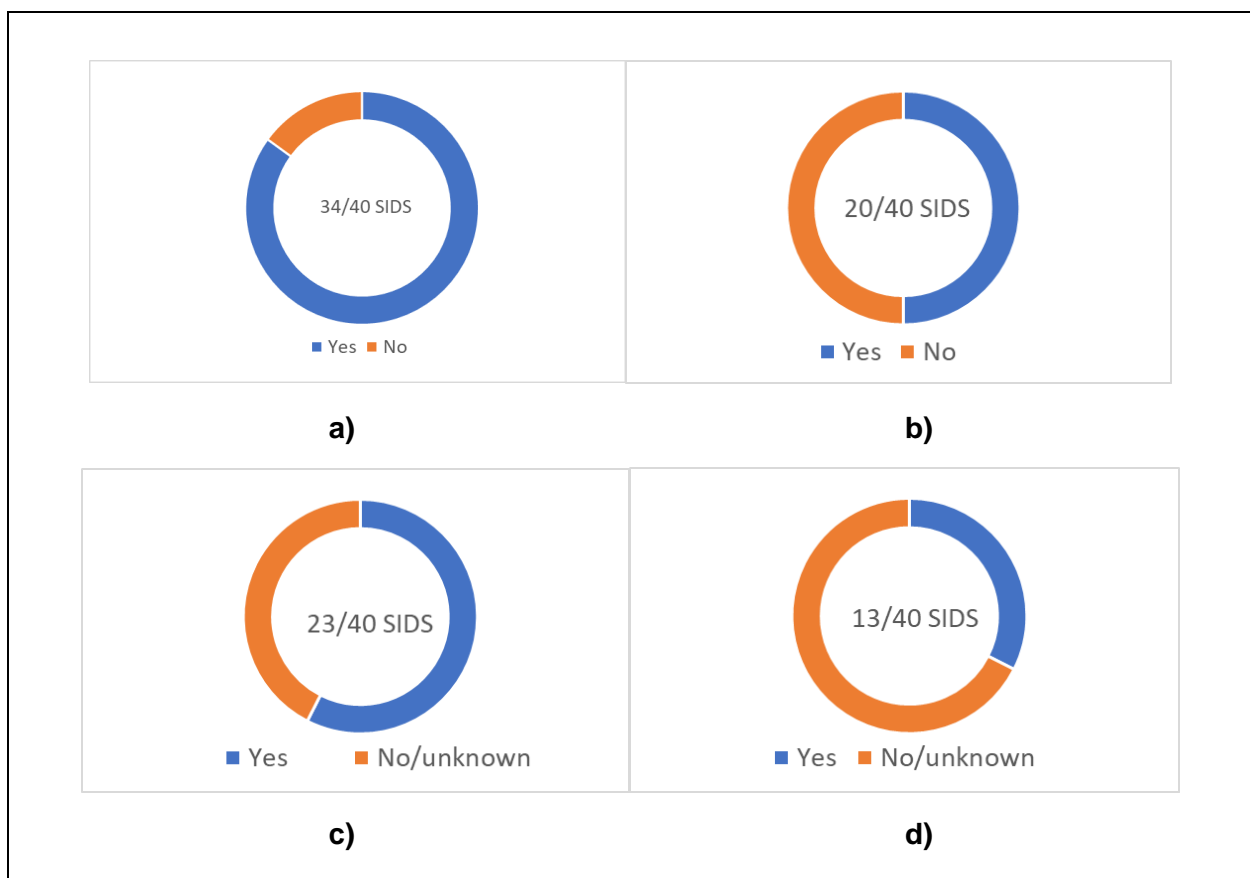 34/40 SIDS
Yes No
a)
20/40 SIDS
Yes No
b)
23/40 SIDS
Yes No/unknown
c)
13/40 SIDS
Yes No/unknown
d)